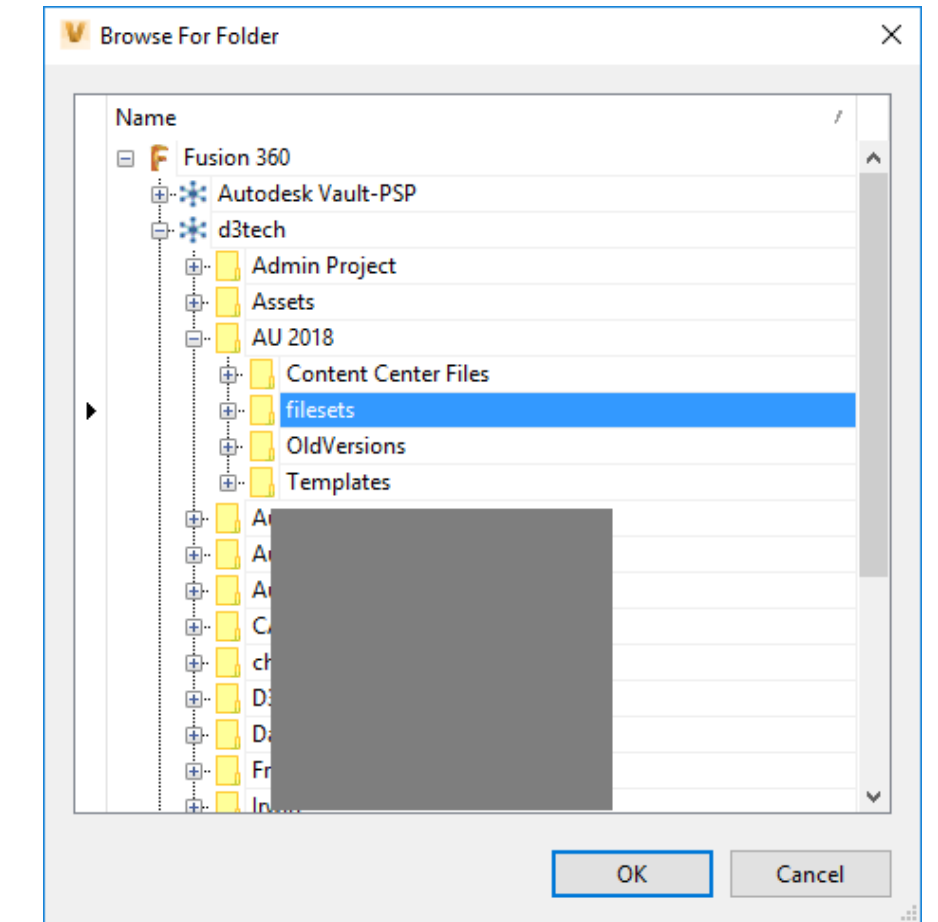 Browse For Folder
Name
Fusion 360
Autodesk Vault-PSP
d3tech
Admin Project
Assets
AU 2018
Content Center Files
filesets
OldVersions
Templates
OK
Cancel